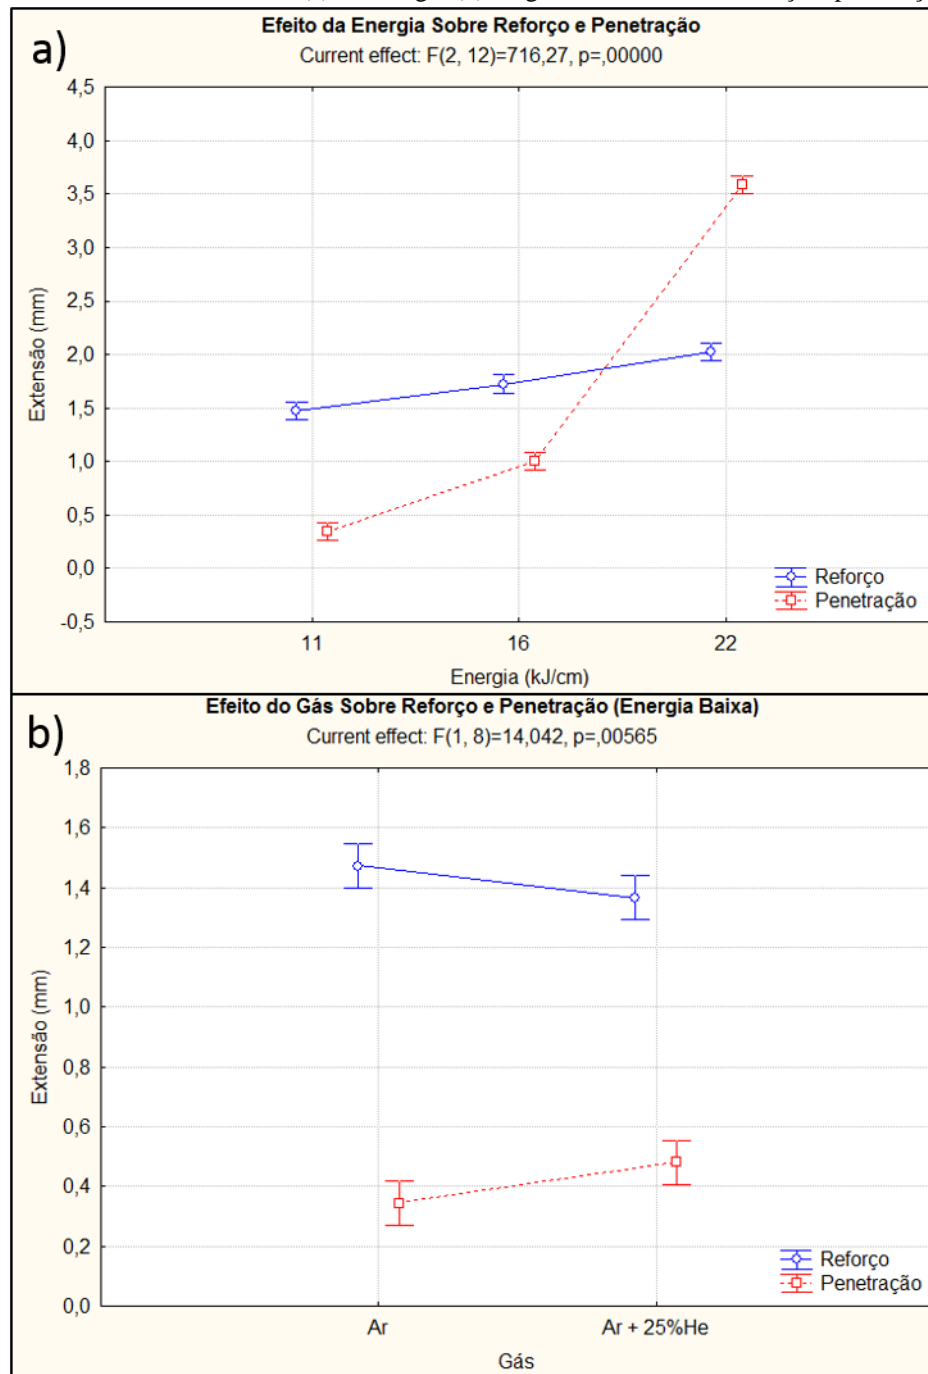 a)
Efeito da Energia Sobre Reforço e Penetração
Current effect: F(2, 12)=716,27, p=,00000
4,5
4,0
3,5
3,0
2,5
2,0
1,5
1,0
0,5
0,0
-0,5
Extensão (mm)
Reforço
Penetração
11 16 22
Energia (kJ/cm)
b)
Efeito do Gás Sobre Reforço e Penetração (Energia Baixa)
Current effect: F(1, 8)=14,042, p=,00565
1,8
1,6
1,4
1,2
1,0
0,8
0,6
0,4
0,2
0,0
Extensão (mm)
Reforço
Penetração
Ar Ar + 25%He
Gás